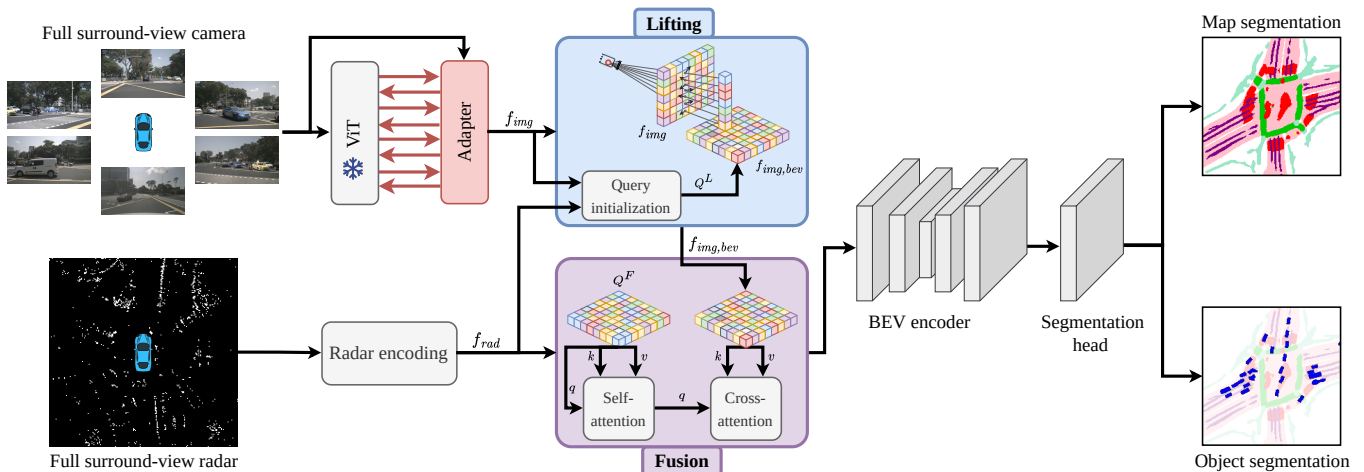 Full surround-view camera
ViT
Adapter
f_img
Lifting
f_img
f_img,bev
Query
initialization
Q^L
f_img,bev
Full surround-view radar
Radar encoding
f_rad
Q^F
k
v
q
Self-
attention
q
k
v
Cross-
attention
Fusion
BEV encoder
Segmentation
head
Map segmentation
Object segmentation